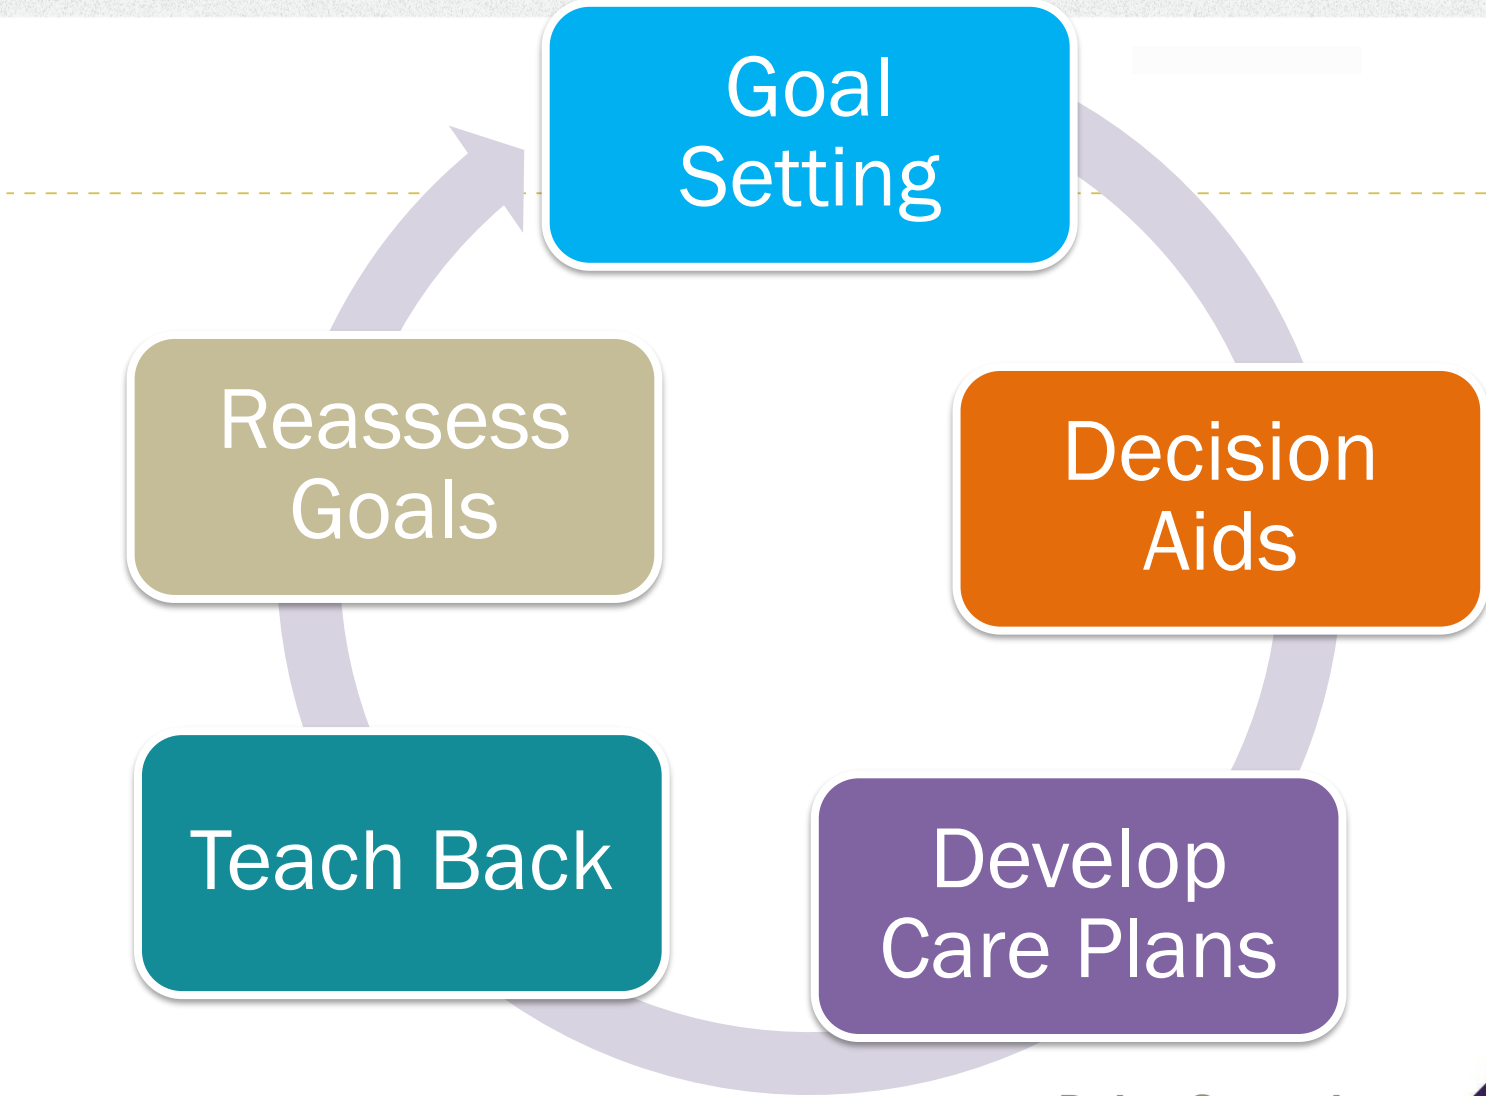 Goal
Setting
Decision
Aids
Develop
Care Plans
Teach Back
Reassess
Goals